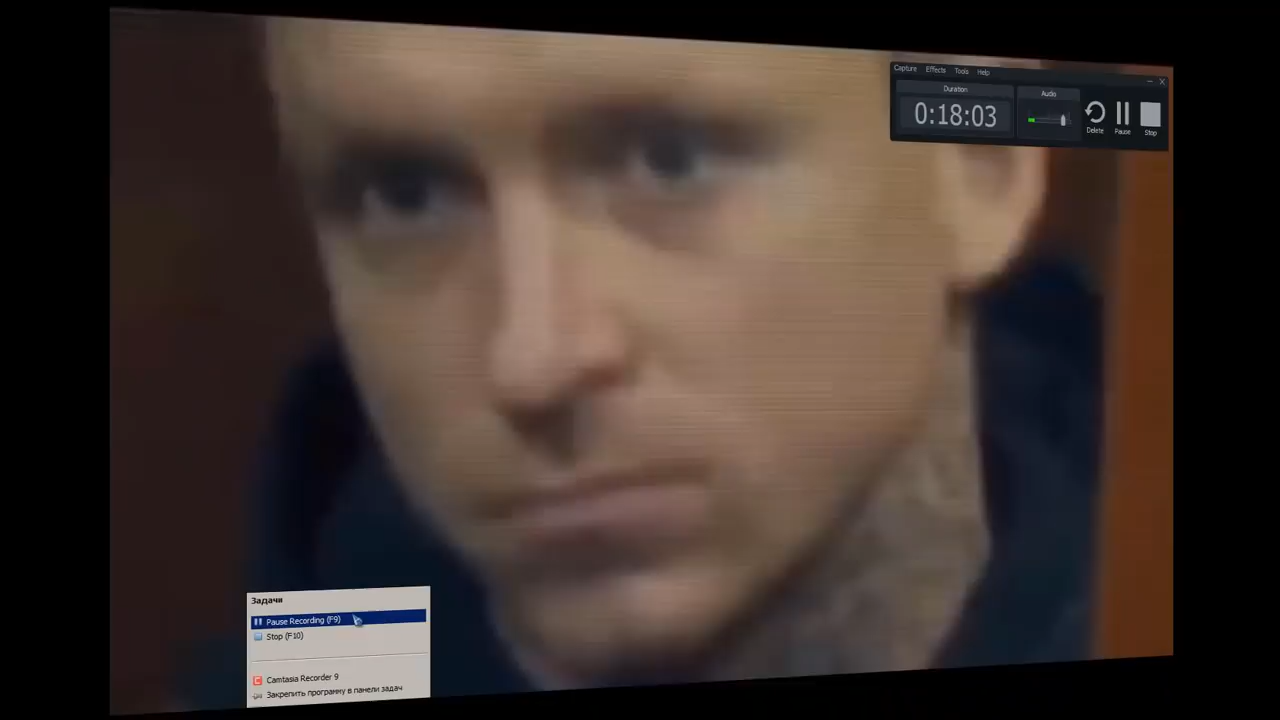 Capture Effects Tools Help
Duration
Audio
0:18:03
Delete
Pause
Stop
Задачи
Pause Recording (F9)
Stop (F10)
Camtasia Recorder 9
Закрепить программу в панели задач